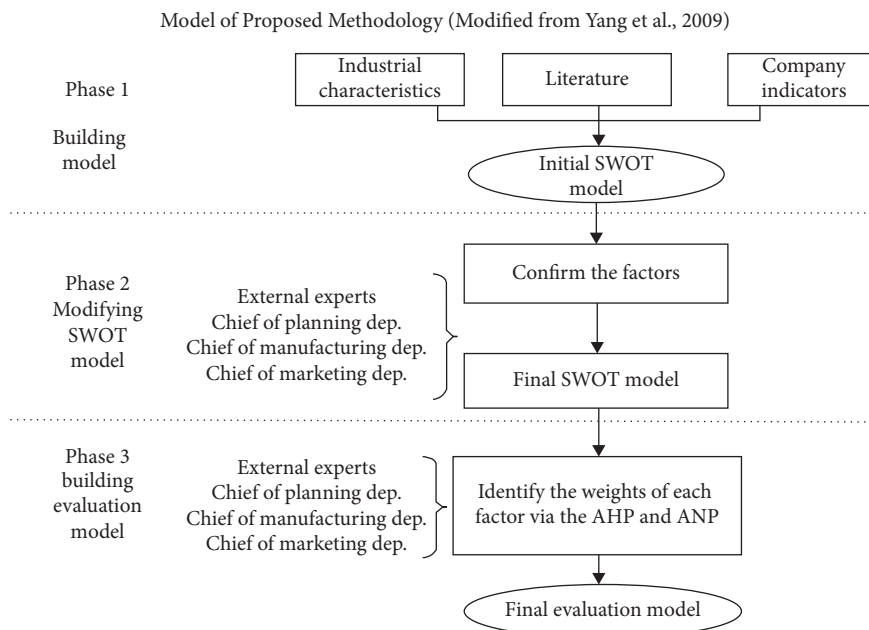 Model of Proposed Methodology (Modified from Yang et al., 2009)
Phase 1
Building
model
Industrial
characteristics
Literature
Company
indicators
Initial SWOT
model
Phase 2
Modifying
SWOT
model
External experts
Chief of planning dep.
Chief of manufacturing dep.
Chief of marketing dep.
Confirm the factors
Final SWOT model
Phase 3
building
evaluation
model
External experts
Chief of planning dep.
Chief of manufacturing dep.
Chief of marketing dep.
Identify the weights of each
factor via the AHP and ANP
Final evaluation model